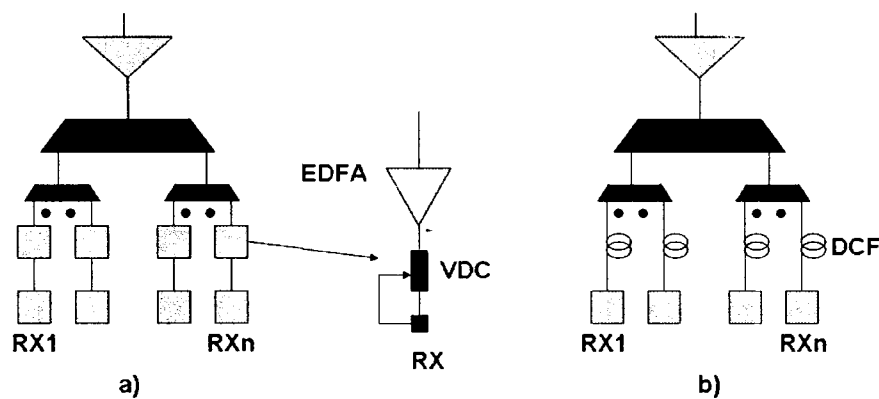 EDFA
VDC
DCF
RX1
RXn
RX
RX1
RXn
a)
b)